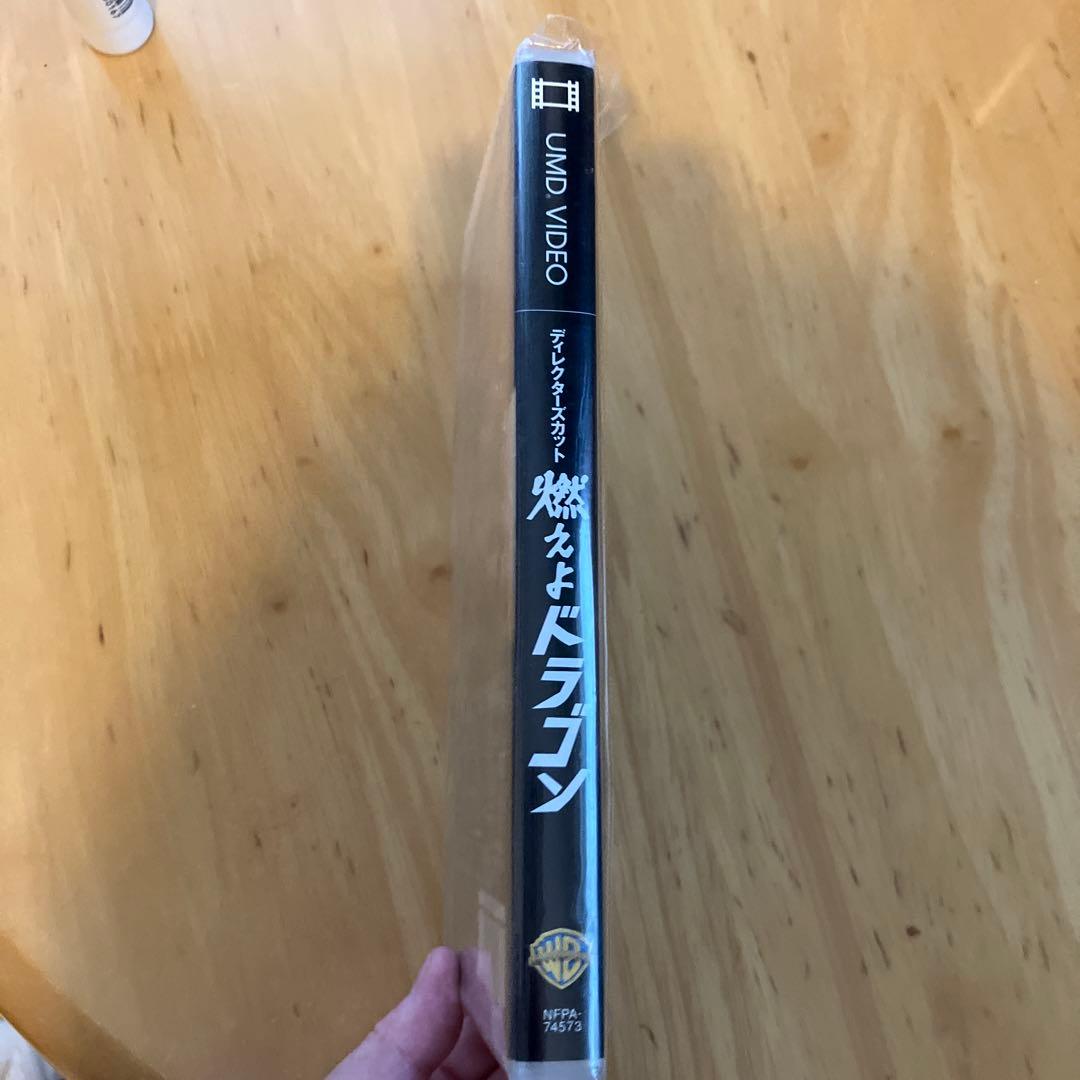 UMD VIDEO
ディレクターズカット
燃えよドラゴン
WB
NFPA-
74573